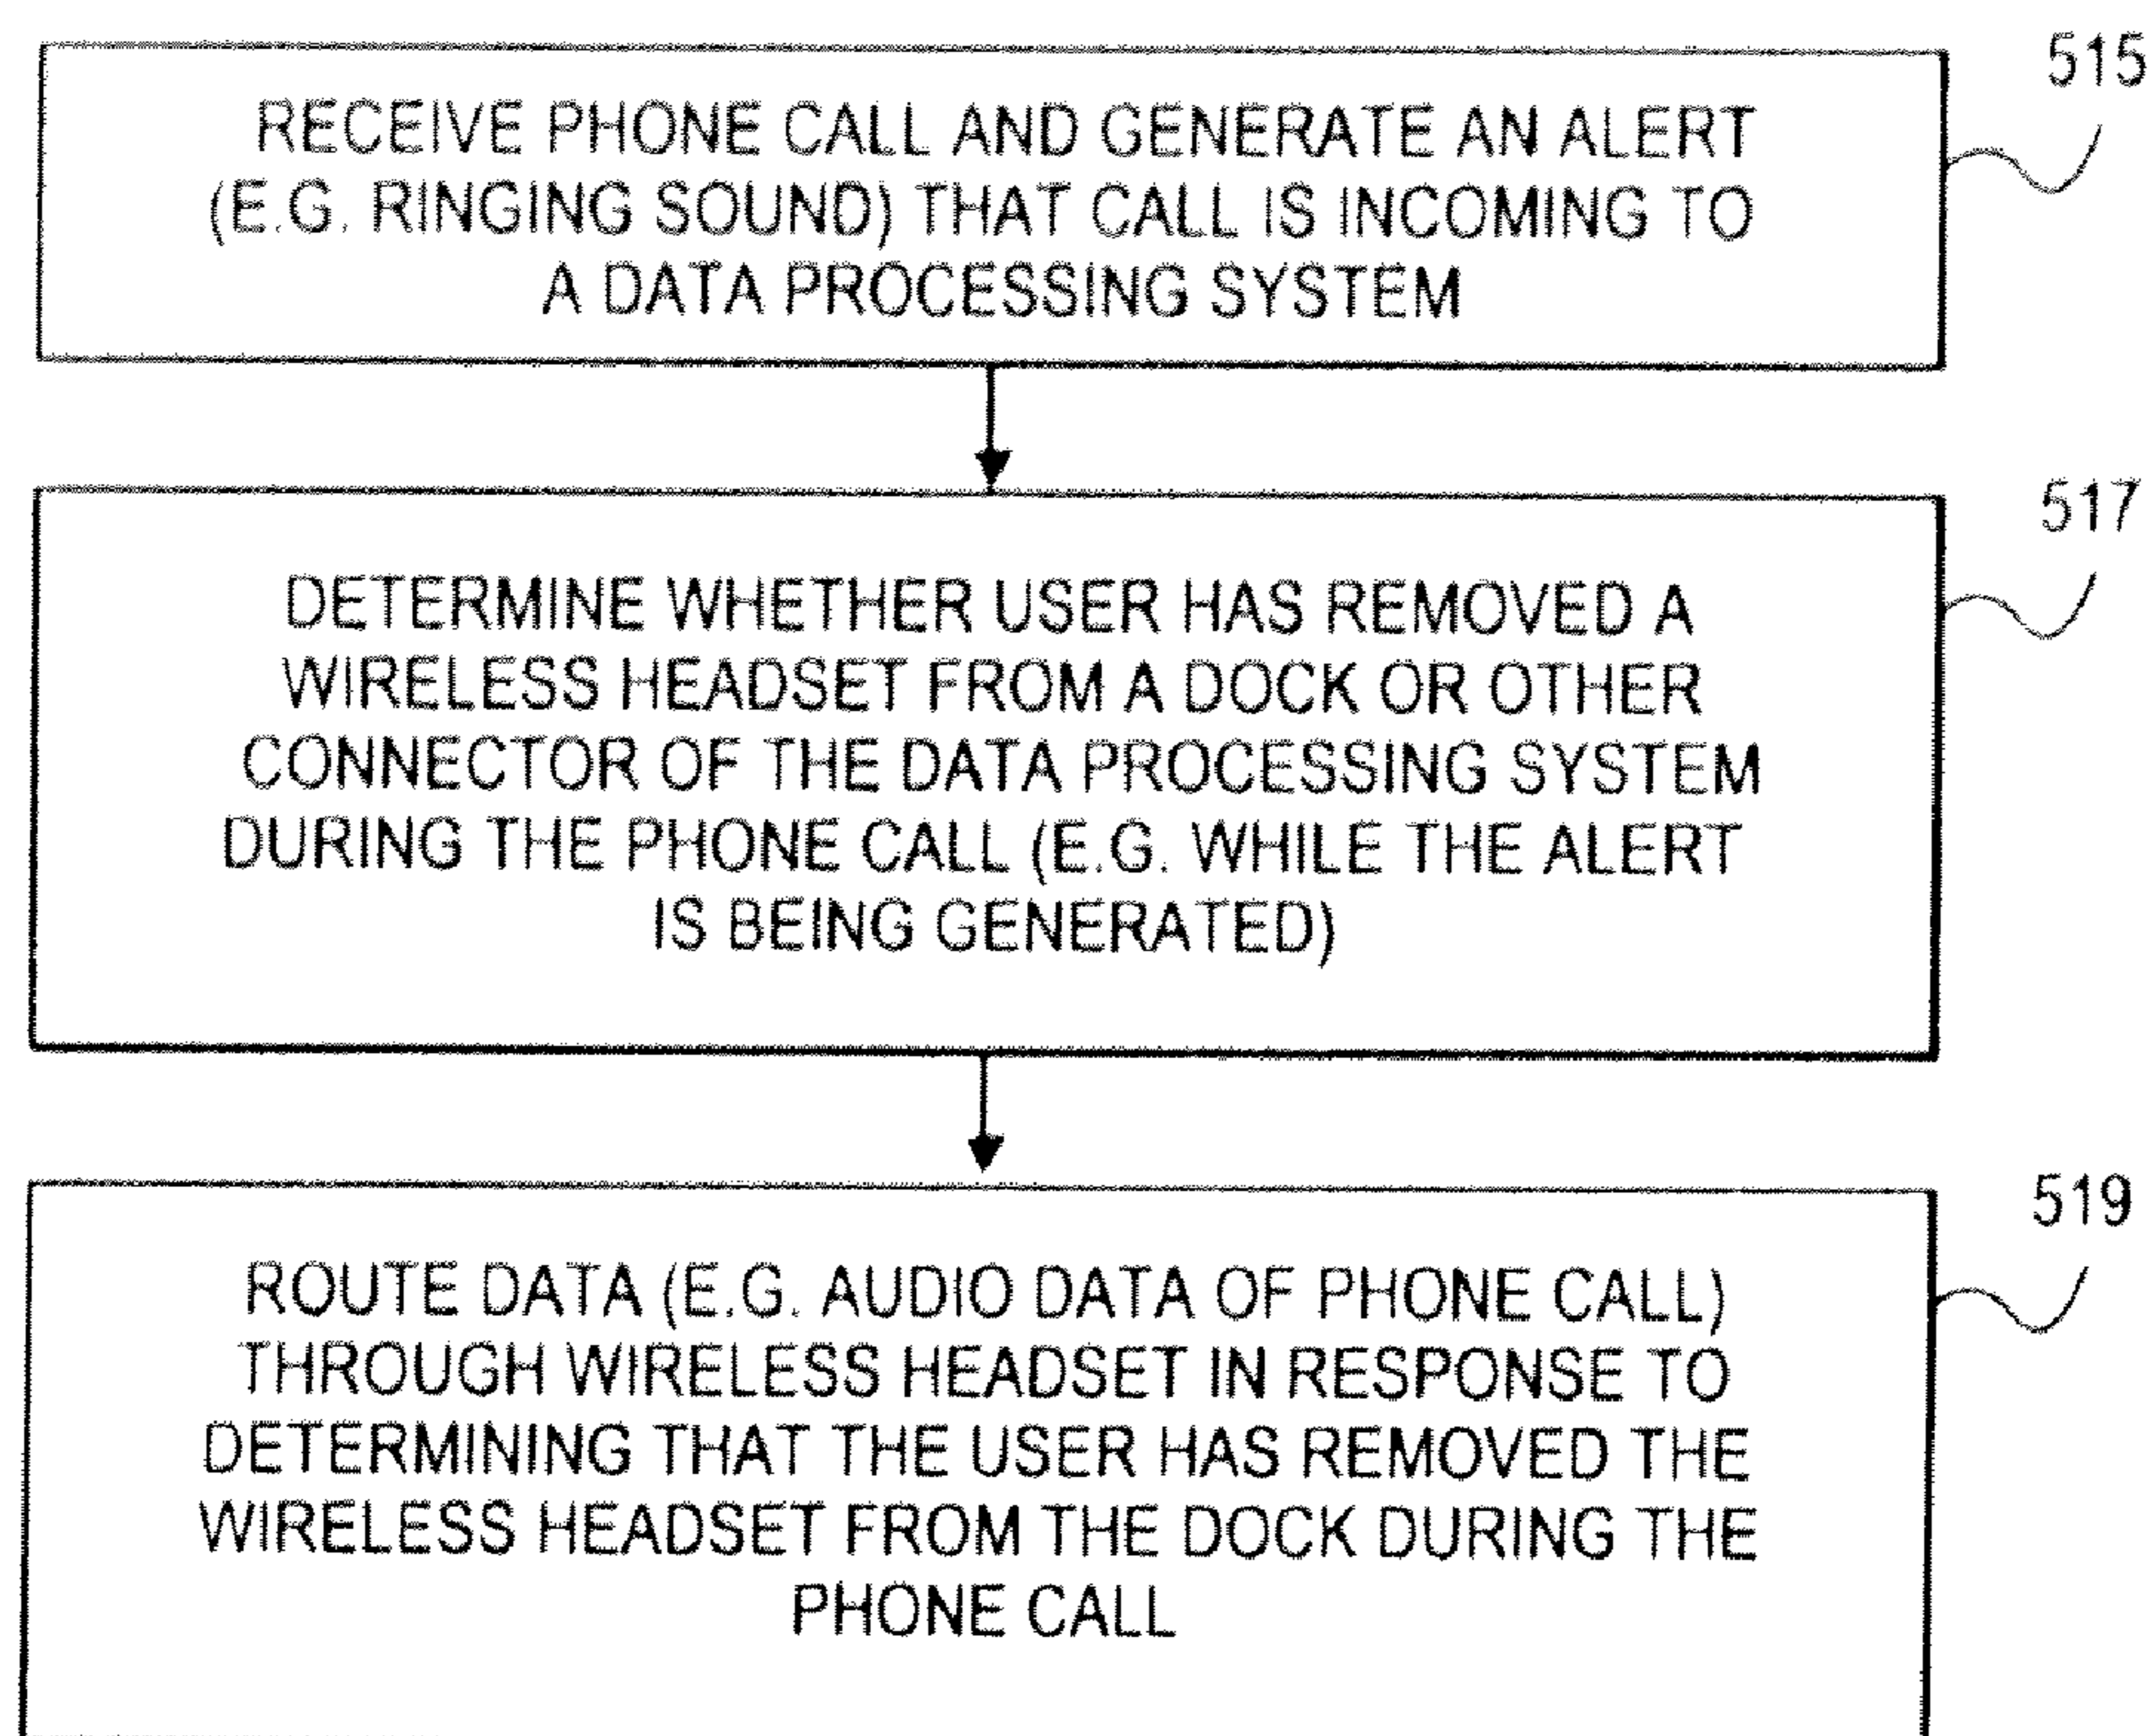 515
RECEIVE PHONE CALL AND GENERATE AN ALERT
(E.G. RINGING SOUND) THAT CALL IS INCOMING TO
A DATA PROCESSING SYSTEM
517
DETERMINE WHETHER USER HAS REMOVED A
WIRELESS HEADSET FROM A DOCK OR OTHER
CONNECTOR OF THE DATA PROCESSING SYSTEM
DURING THE PHONE CALL (E.G. WHILE THE ALERT
IS BEING GENERATED)
519
ROUTE DATA (E.G. AUDIO DATA OF PHONE CALL)
THROUGH WIRELESS HEADSET IN RESPONSE TO
DETERMINING THAT THE USER HAS REMOVED THE
WIRELESS HEADSET FROM THE DOCK DURING THE
PHONE CALL